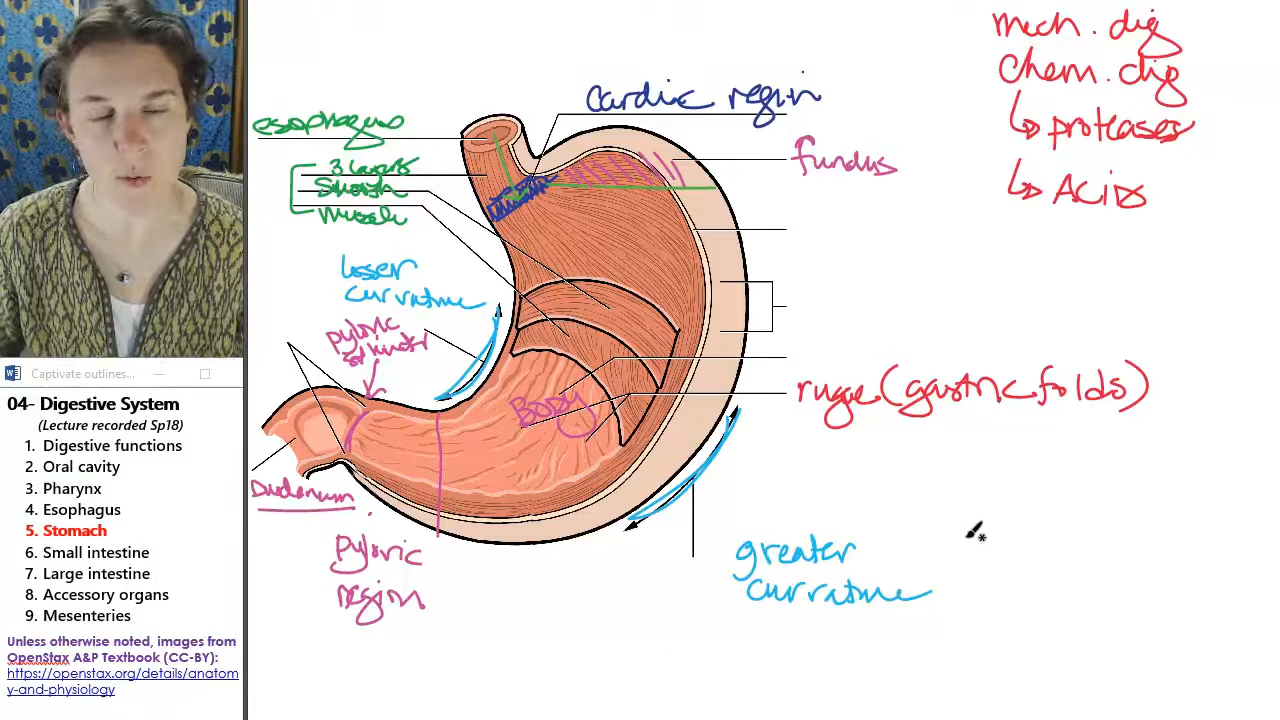 mech. dig
chem. dig
↳ proteases
↳ Acids
cardiac region
esophagus
fundus
3 layers
Smooth
muscle
lesser
curvature
pyloric
sphincter
BODY
rugae (gastric folds)
Duodenum
pyloric
region
greater
curvature
Captivate outlines...
04- Digestive System
(Lecture recorded Sp18)
1. Digestive functions
2. Oral cavity
3. Pharynx
4. Esophagus
5. Stomach
6. Small intestine
7. Large intestine
8. Accessory organs
9. Mesenteries
Unless otherwise noted, images from
OpenStax A&P Textbook (CC-BY):
https://openstax.org/details/anatom
y-and-physiology